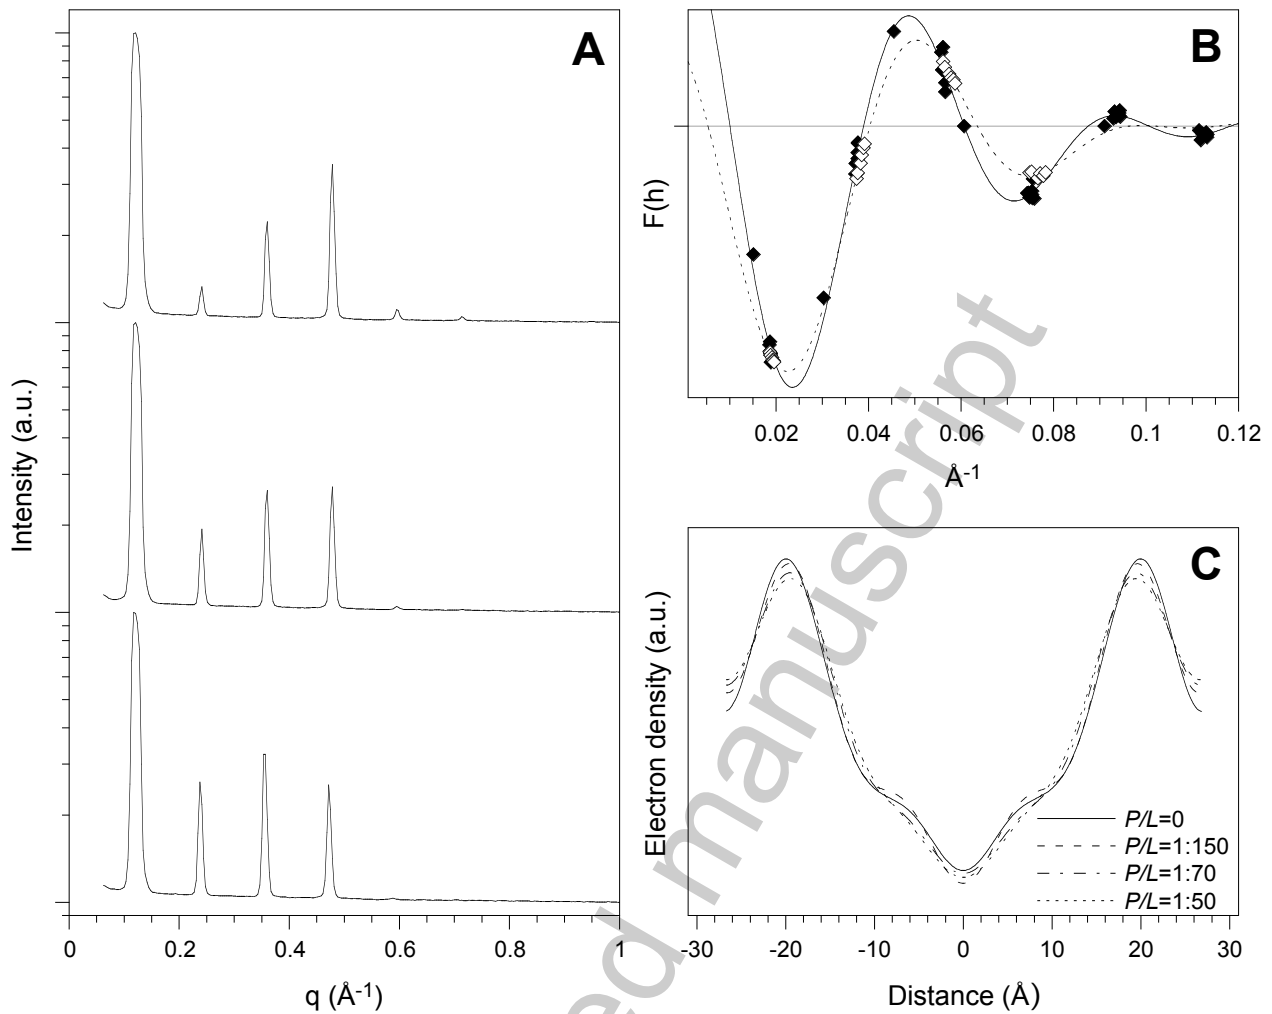 A
Intensity (a.u.)
0
0.2
0.4
0.6
0.8
1
q (Å-1)
B
F(h)
0.02
0.04
0.06
0.08
0.1
0.12
Å-1
C
Electron density (a.u.)
P/L=0
P/L=1:150
P/L=1:70
P/L=1:50
-30
-20
-10
0
10
20
30
Distance (Å)
ed manuscript